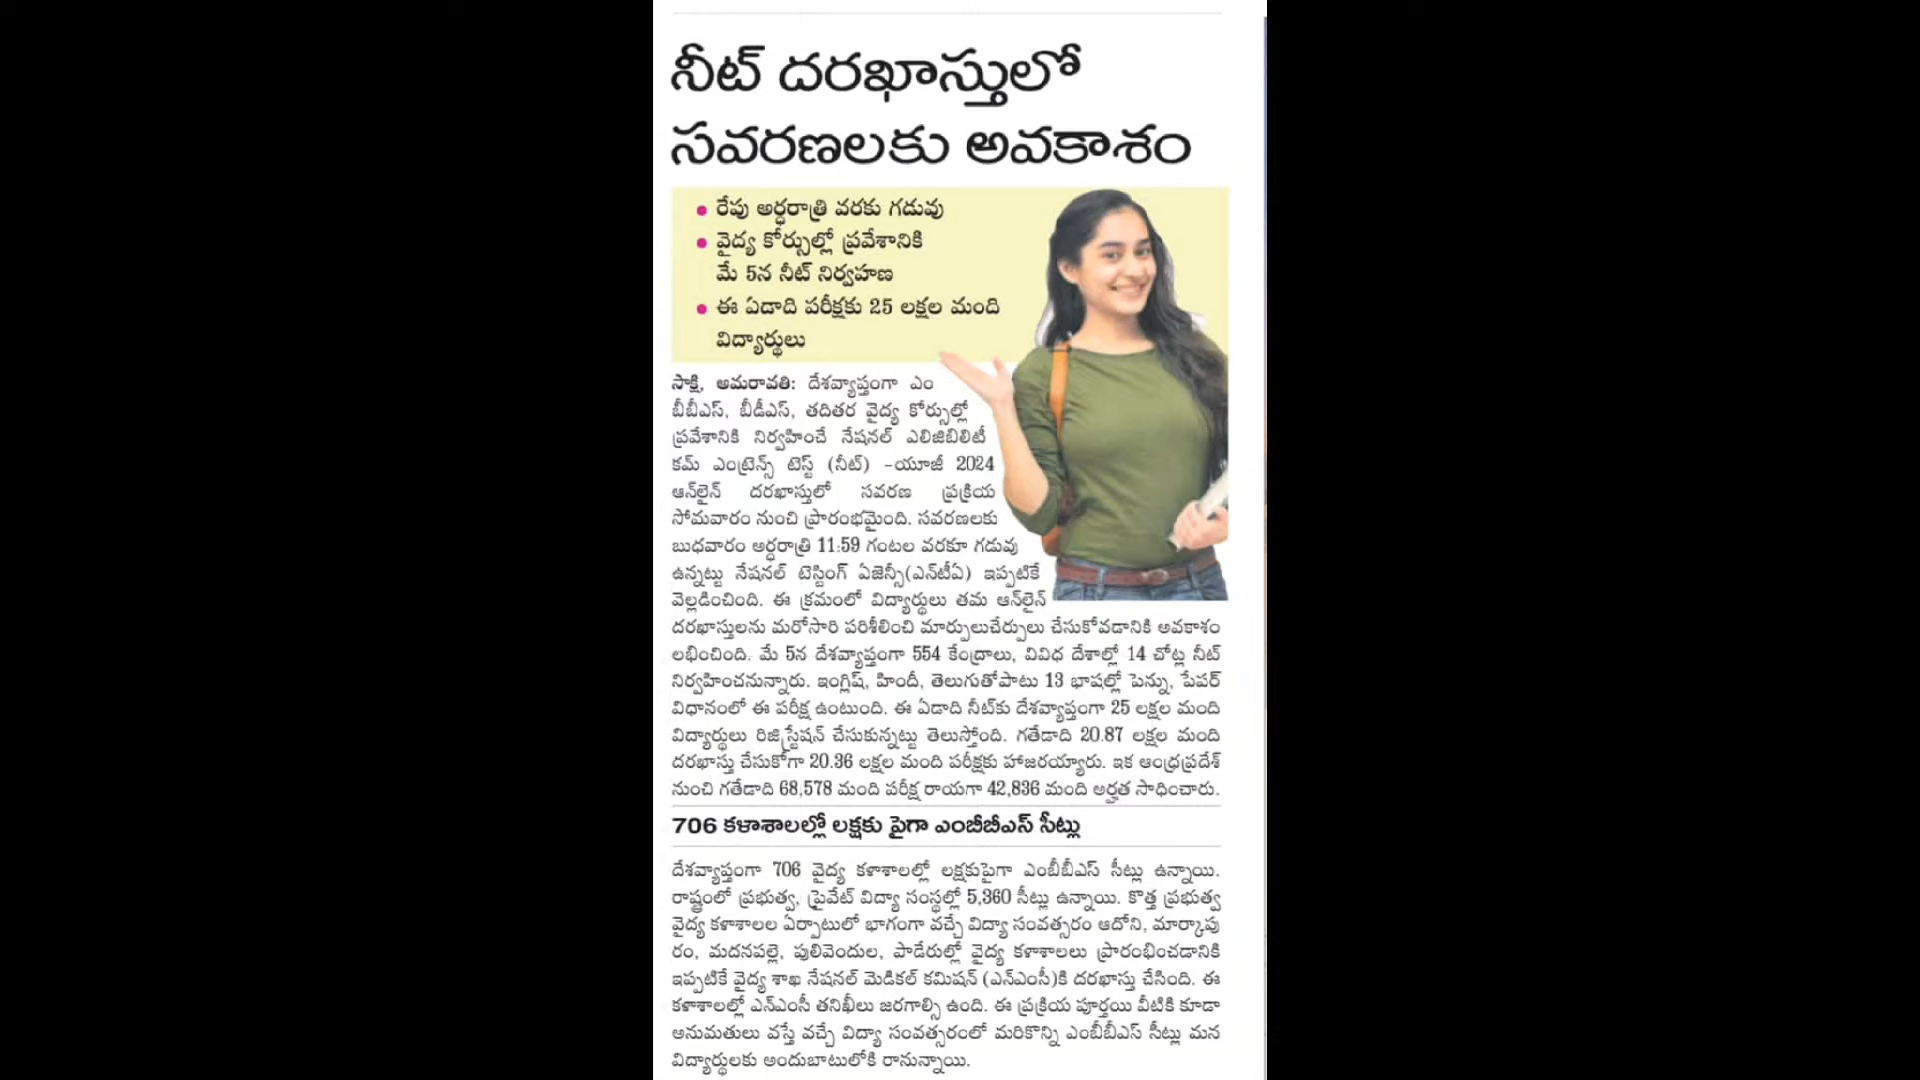 నీట్ దరఖాస్తులో
సవరణలకు అవకాశం
• రేపు అర్ధరాత్రి వరకు గడువు
• వైద్య కోర్సుల్లో ప్రవేశానికి
మే 5న నీట్ నిర్వహణ
• ఈ ఏడాది పరీక్షకు 25 లక్షల మంది
విద్యార్థులు
సాక్షి, అమరావతి: దేశవ్యాప్తంగా ఎం
బీబీఎస్, బీడీఎస్, తదితర వైద్య కోర్సుల్లో
ప్రవేశానికి నిర్వహించే నేషనల్ ఎలిజిబిలిటీ
కమ్ ఎంట్రెన్స్ టెస్ట్ (నీట్) -యూజీ 2024
ఆన్‌లైన్ దరఖాస్తులో సవరణ ప్రక్రియ
సోమవారం నుంచి ప్రారంభమైంది. సవరణలకు
బుధవారం అర్ధరాత్రి 11:59 గంటల వరకూ గడువు
ఉన్నట్టు నేషనల్ టెస్టింగ్ ఏజెన్సీ(ఎన్‌టీఏ) ఇప్పటికే
వెల్లడించింది. ఈ క్రమంలో విద్యార్థులు తమ ఆన్‌లైన్
దరఖాస్తులను మరోసారి పరిశీలించి మార్పులుచేర్పులు చేసుకోవడానికి అవకాశం
లభించింది. మే 5న దేశవ్యాప్తంగా 554 కేంద్రాలు, వివిధ దేశాల్లో 14 చోట్ల నీట్
నిర్వహించనున్నారు. ఇంగ్లిష్, హిందీ, తెలుగుతోపాటు 13 భాషల్లో పెన్ను, పేపర్
విధానంలో ఈ పరీక్ష ఉంటుంది. ఈ ఏడాది నీట్‌కు దేశవ్యాప్తంగా 25 లక్షల మంది
విద్యార్థులు రిజిస్ట్రేషన్ చేసుకున్నట్టు తెలుస్తోంది. గతేడాది 20.87 లక్షల మంది
దరఖాస్తు చేసుకోగా 20.36 లక్షల మంది పరీక్షకు హాజరయ్యారు. ఇక ఆంధ్రప్రదేశ్
నుంచి గతేడాది 68,578 మంది పరీక్ష రాయగా 42,836 మంది అర్హత సాధించారు.
706 కళాశాలల్లో లక్షకు పైగా ఎంబీబీఎస్ సీట్లు
దేశవ్యాప్తంగా 706 వైద్య కళాశాలల్లో లక్షకుపైగా ఎంబీబీఎస్ సీట్లు ఉన్నాయి.
రాష్ట్రంలో ప్రభుత్వ, ప్రైవేట్ విద్యా సంస్థల్లో 5,360 సీట్లు ఉన్నాయి. కొత్త ప్రభుత్వ
వైద్య కళాశాలల ఏర్పాటులో భాగంగా వచ్చే విద్యా సంవత్సరం ఆదోని, మార్కాపు
రం, మదనపల్లె, పులివెందుల, పాడేరుల్లో వైద్య కళాశాలలు ప్రారంభించడానికి
ఇప్పటికే వైద్య శాఖ నేషనల్ మెడికల్ కమిషన్ (ఎన్‌ఎంసీ)కి దరఖాస్తు చేసింది. ఈ
కళాశాలల్లో ఎన్‌ఎంసీ తనిఖీలు జరగాల్సి ఉంది. ఈ ప్రక్రియ పూర్తయి వీటికి కూడా
అనుమతులు వస్తే వచ్చే విద్యా సంవత్సరంలో మరికొన్ని ఎంబీబీఎస్ సీట్లు మన
విద్యార్థులకు అందుబాటులోకి రానున్నాయి.